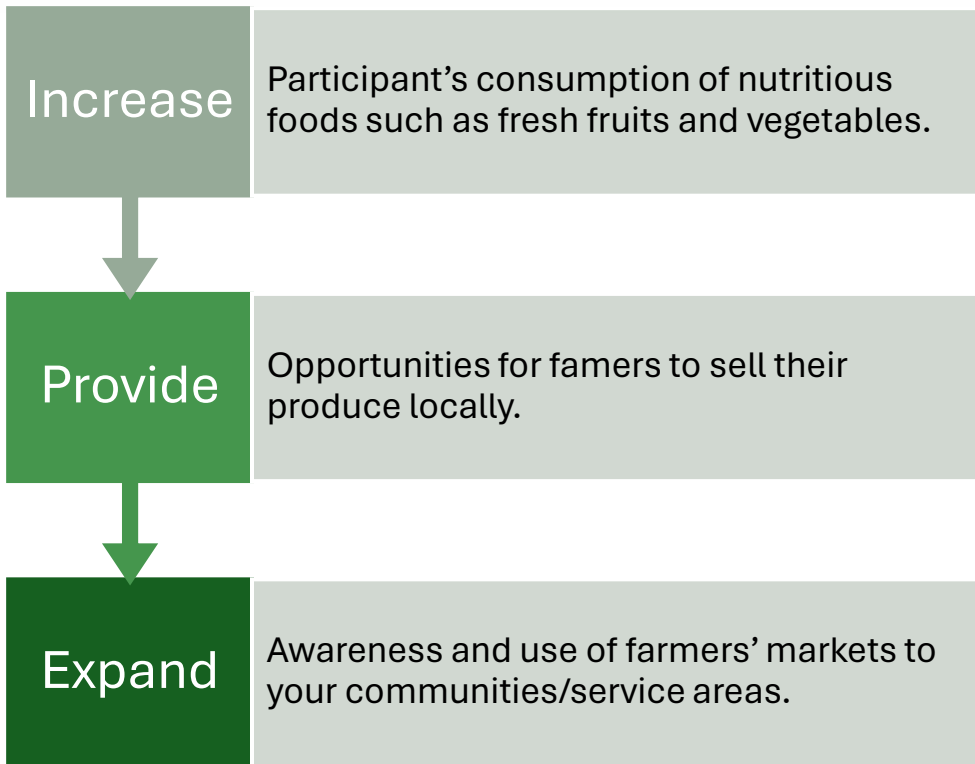 Increase
Participant’s consumption of nutritious
foods such as fresh fruits and vegetables.
Provide
Opportunities for famers to sell their
produce locally.
Expand
Awareness and use of farmers’ markets to
your communities/service areas.